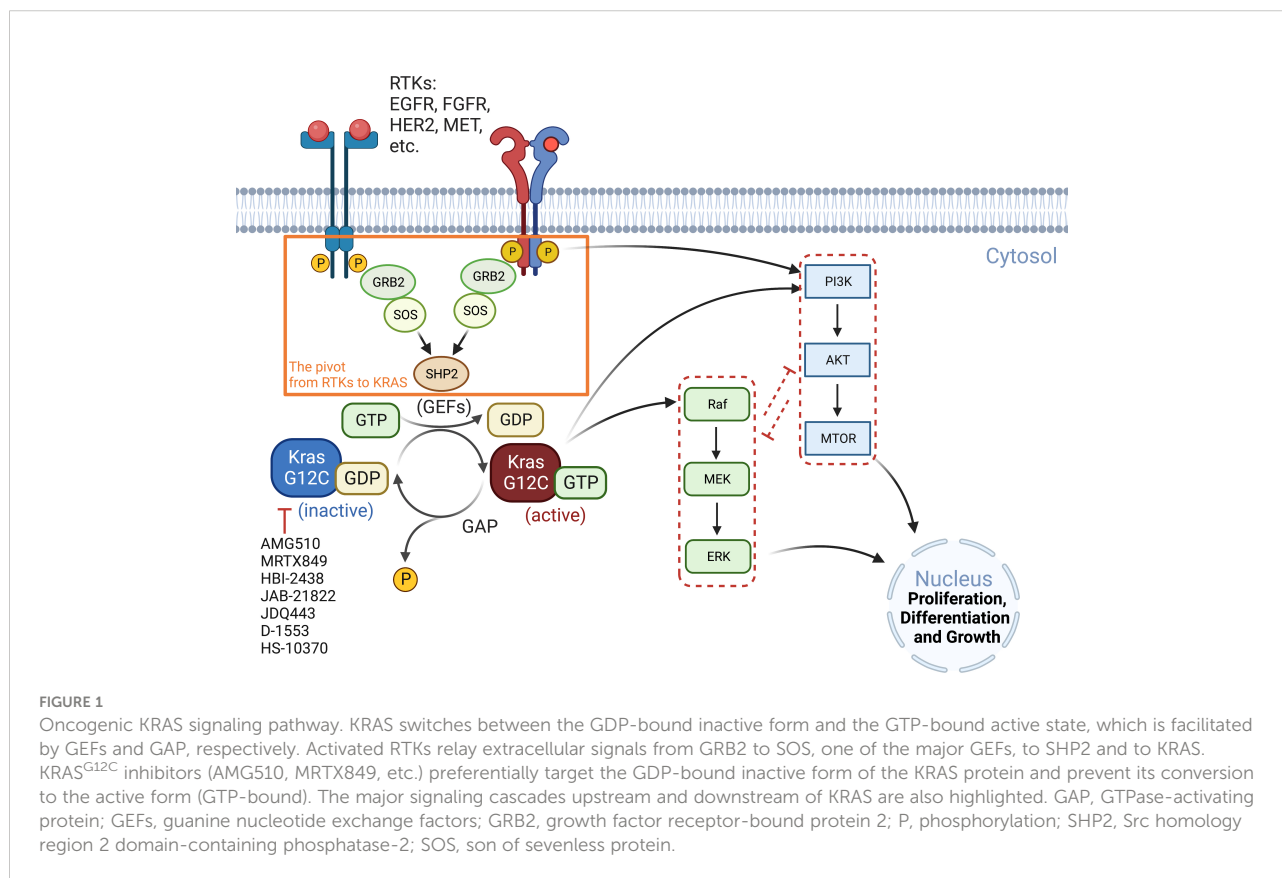 RTKs:
EGFR, FGFR,
HER2, MET,
etc.
P
P
P
P
Cytosol
GRB2
SOS
GRB2
SOS
SHP2
The pivot
from RTKs to KRAS
(GEFs)
GTP
GDP
Kras
G12C
GDP
(inactive)
Kras
G12C
GTP
(active)
GAP
P
AMG510
MRTX849
HBI-2438
JAB-21822
JDQ443
D-1553
HS-10370
Raf
MEK
ERK
PI3K
AKT
MTOR
Nucleus
Proliferation,
Differentiation
and Growth
FIGURE 1
Oncogenic KRAS signaling pathway. KRAS switches between the GDP-bound inactive form and the GTP-bound active state, which is facilitated
by GEFs and GAP, respectively. Activated RTKs relay extracellular signals from GRB2 to SOS, one of the major GEFs, to SHP2 and to KRAS.
KRASG12C inhibitors (AMG510, MRTX849, etc.) preferentially target the GDP-bound inactive form of the KRAS protein and prevent its conversion
to the active form (GTP-bound). The major signaling cascades upstream and downstream of KRAS are also highlighted. GAP, GTPase-activating
protein; GEFs, guanine nucleotide exchange factors; GRB2, growth factor receptor-bound protein 2; P, phosphorylation; SHP2, Src homology
region 2 domain-containing phosphatase-2; SOS, son of sevenless protein.